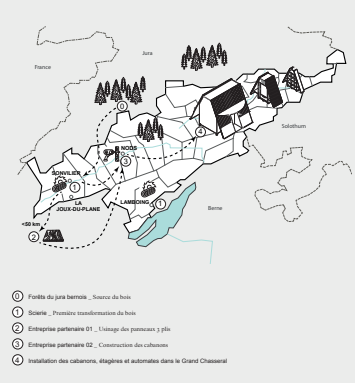 Jura
France
0
NODS
4
Solothurn
3
SONVILIER
1
LA
JOUX-DU-PLANE
LAMBOING
1
Berne
<50 km
2
0 Forêts du jura bernois _ Source du bois
1 Scierie _ Première transformation du bois
2 Entreprise partenaire 01 _ Usinage des panneaux 3 plis
3 Entreprise partenaire 02 _ Construction des cabanons
4 Installation des cabanons, étagères et automates dans le Grand Chasseral